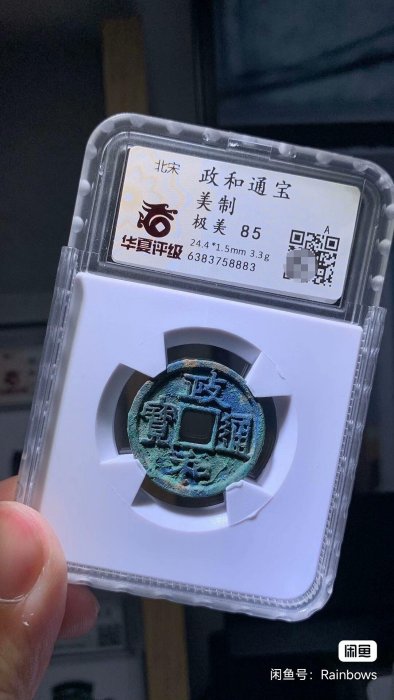 北宋
政和通宝
美制
极美 85
24.4*1.5mm 3.3g
6383758883
华夏评级
A
政
和
通
寶
闲鱼
闲鱼号：Rainbows